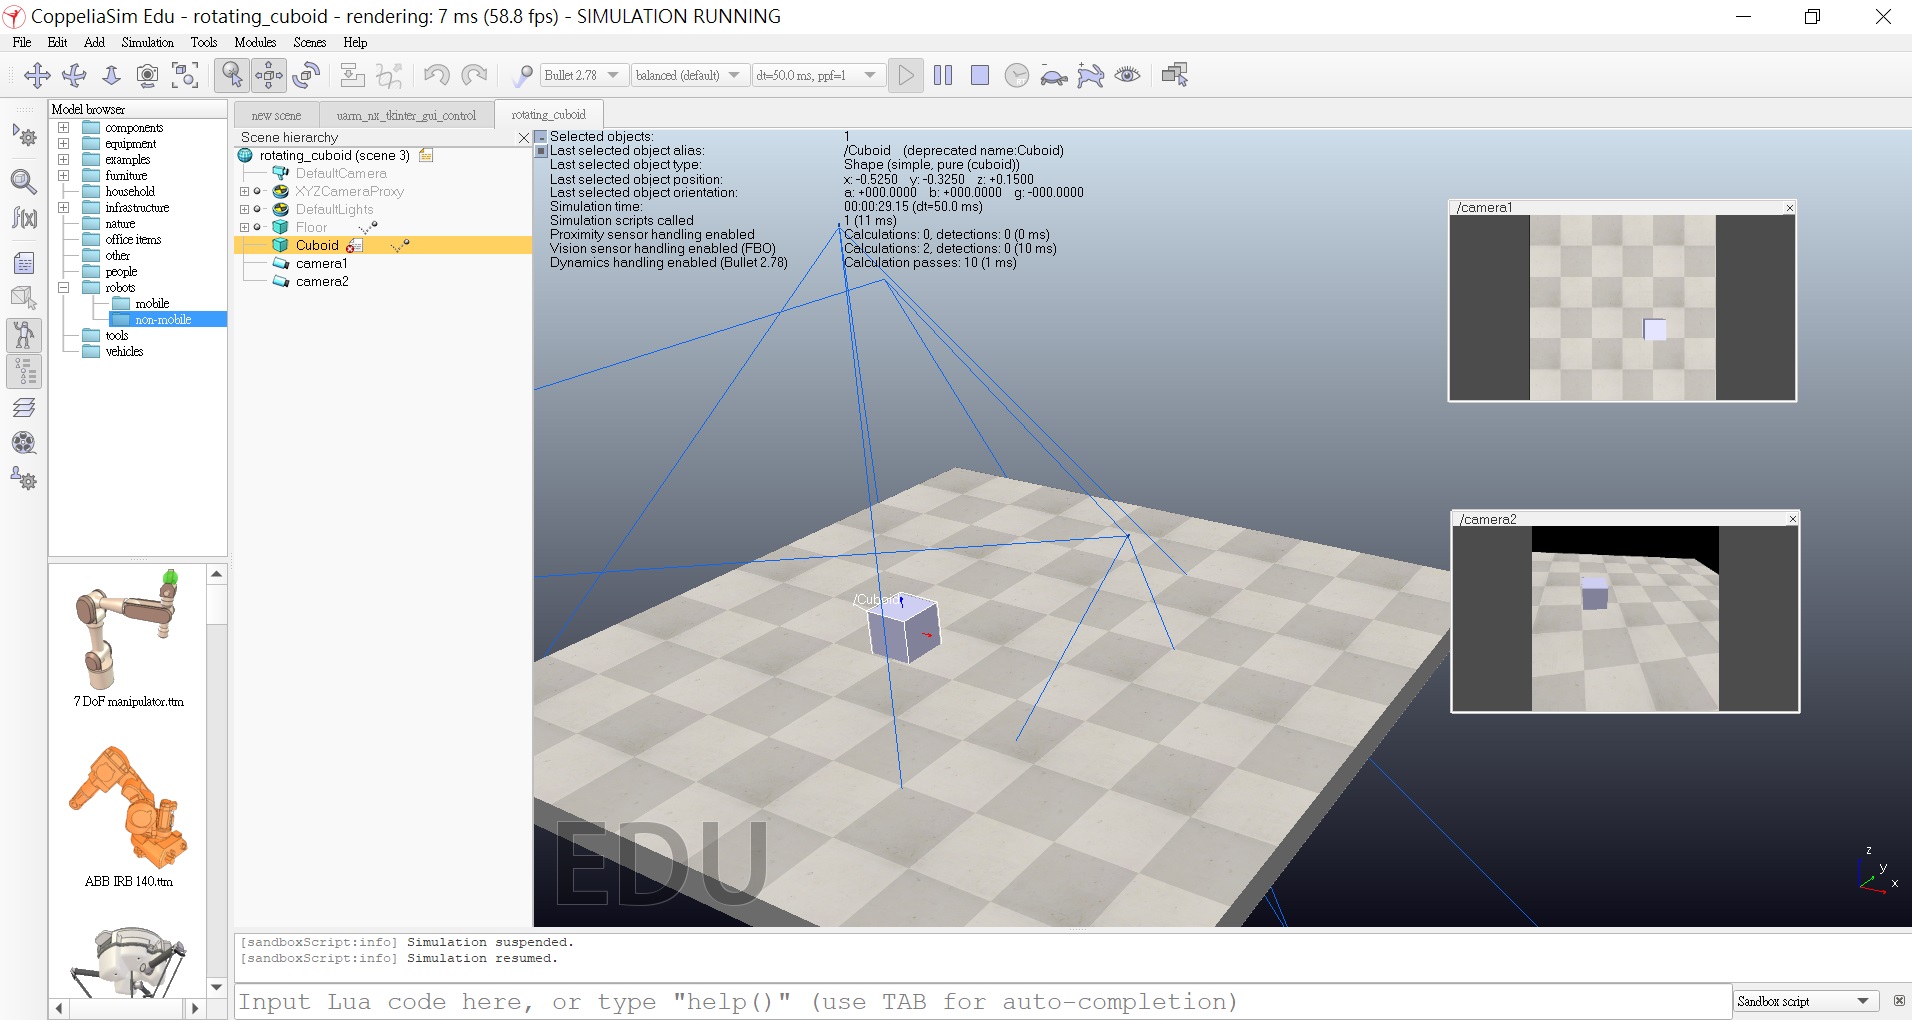 CoppeliaSim Edu - rotating_cuboid - rendering: 7 ms (58.8 fps) - SIMULATION RUNNING
File Edit Add Simulation Tools Modules Scenes Help
Bullet 2.78 balanced (default) dt=50.0 ms, ppf=1
Model browser
components
equipment
examples
furniture
household
infrastructure
nature
office items
other
people
robots
mobile
non-mobile
tools
vehicles
7 DoF manipulator.ttm
ABB IRB 140.ttm
new scene uarm_nx_tkinter_gui_control rotating_cuboid
Scene hierarchy
rotating_cuboid (scene 3)
DefaultCamera
XYZCameraProxy
DefaultLights
Floor
Cuboid
camera1
camera2
Selected objects: 1
Last selected object alias: /Cuboid (deprecated name:Cuboid)
Last selected object type: Shape (simple, pure (cuboid))
Last selected object position: x: -0.5250 y: -0.3250 z: +0.1500
Last selected object orientation: a: +000.0000 b: +000.0000 g: -000.0000
Simulation time: 00:00:29.15 (dt=50.0 ms)
Simulation scripts called 1 (11 ms)
Proximity sensor handling enabled Calculations: 0, detections: 0 (0 ms)
Vision sensor handling enabled (FBO) Calculations: 2, detections: 0 (10 ms)
Dynamics handling enabled (Bullet 2.78) Calculation passes: 10 (1 ms)
/camera1
/camera2
/Cuboid
EDU
z
y
x
[sandboxScript:info] Simulation suspended.
[sandboxScript:info] Simulation resumed.
Input Lua code here, or type "help()" (use TAB for auto-completion)
Sandbox script